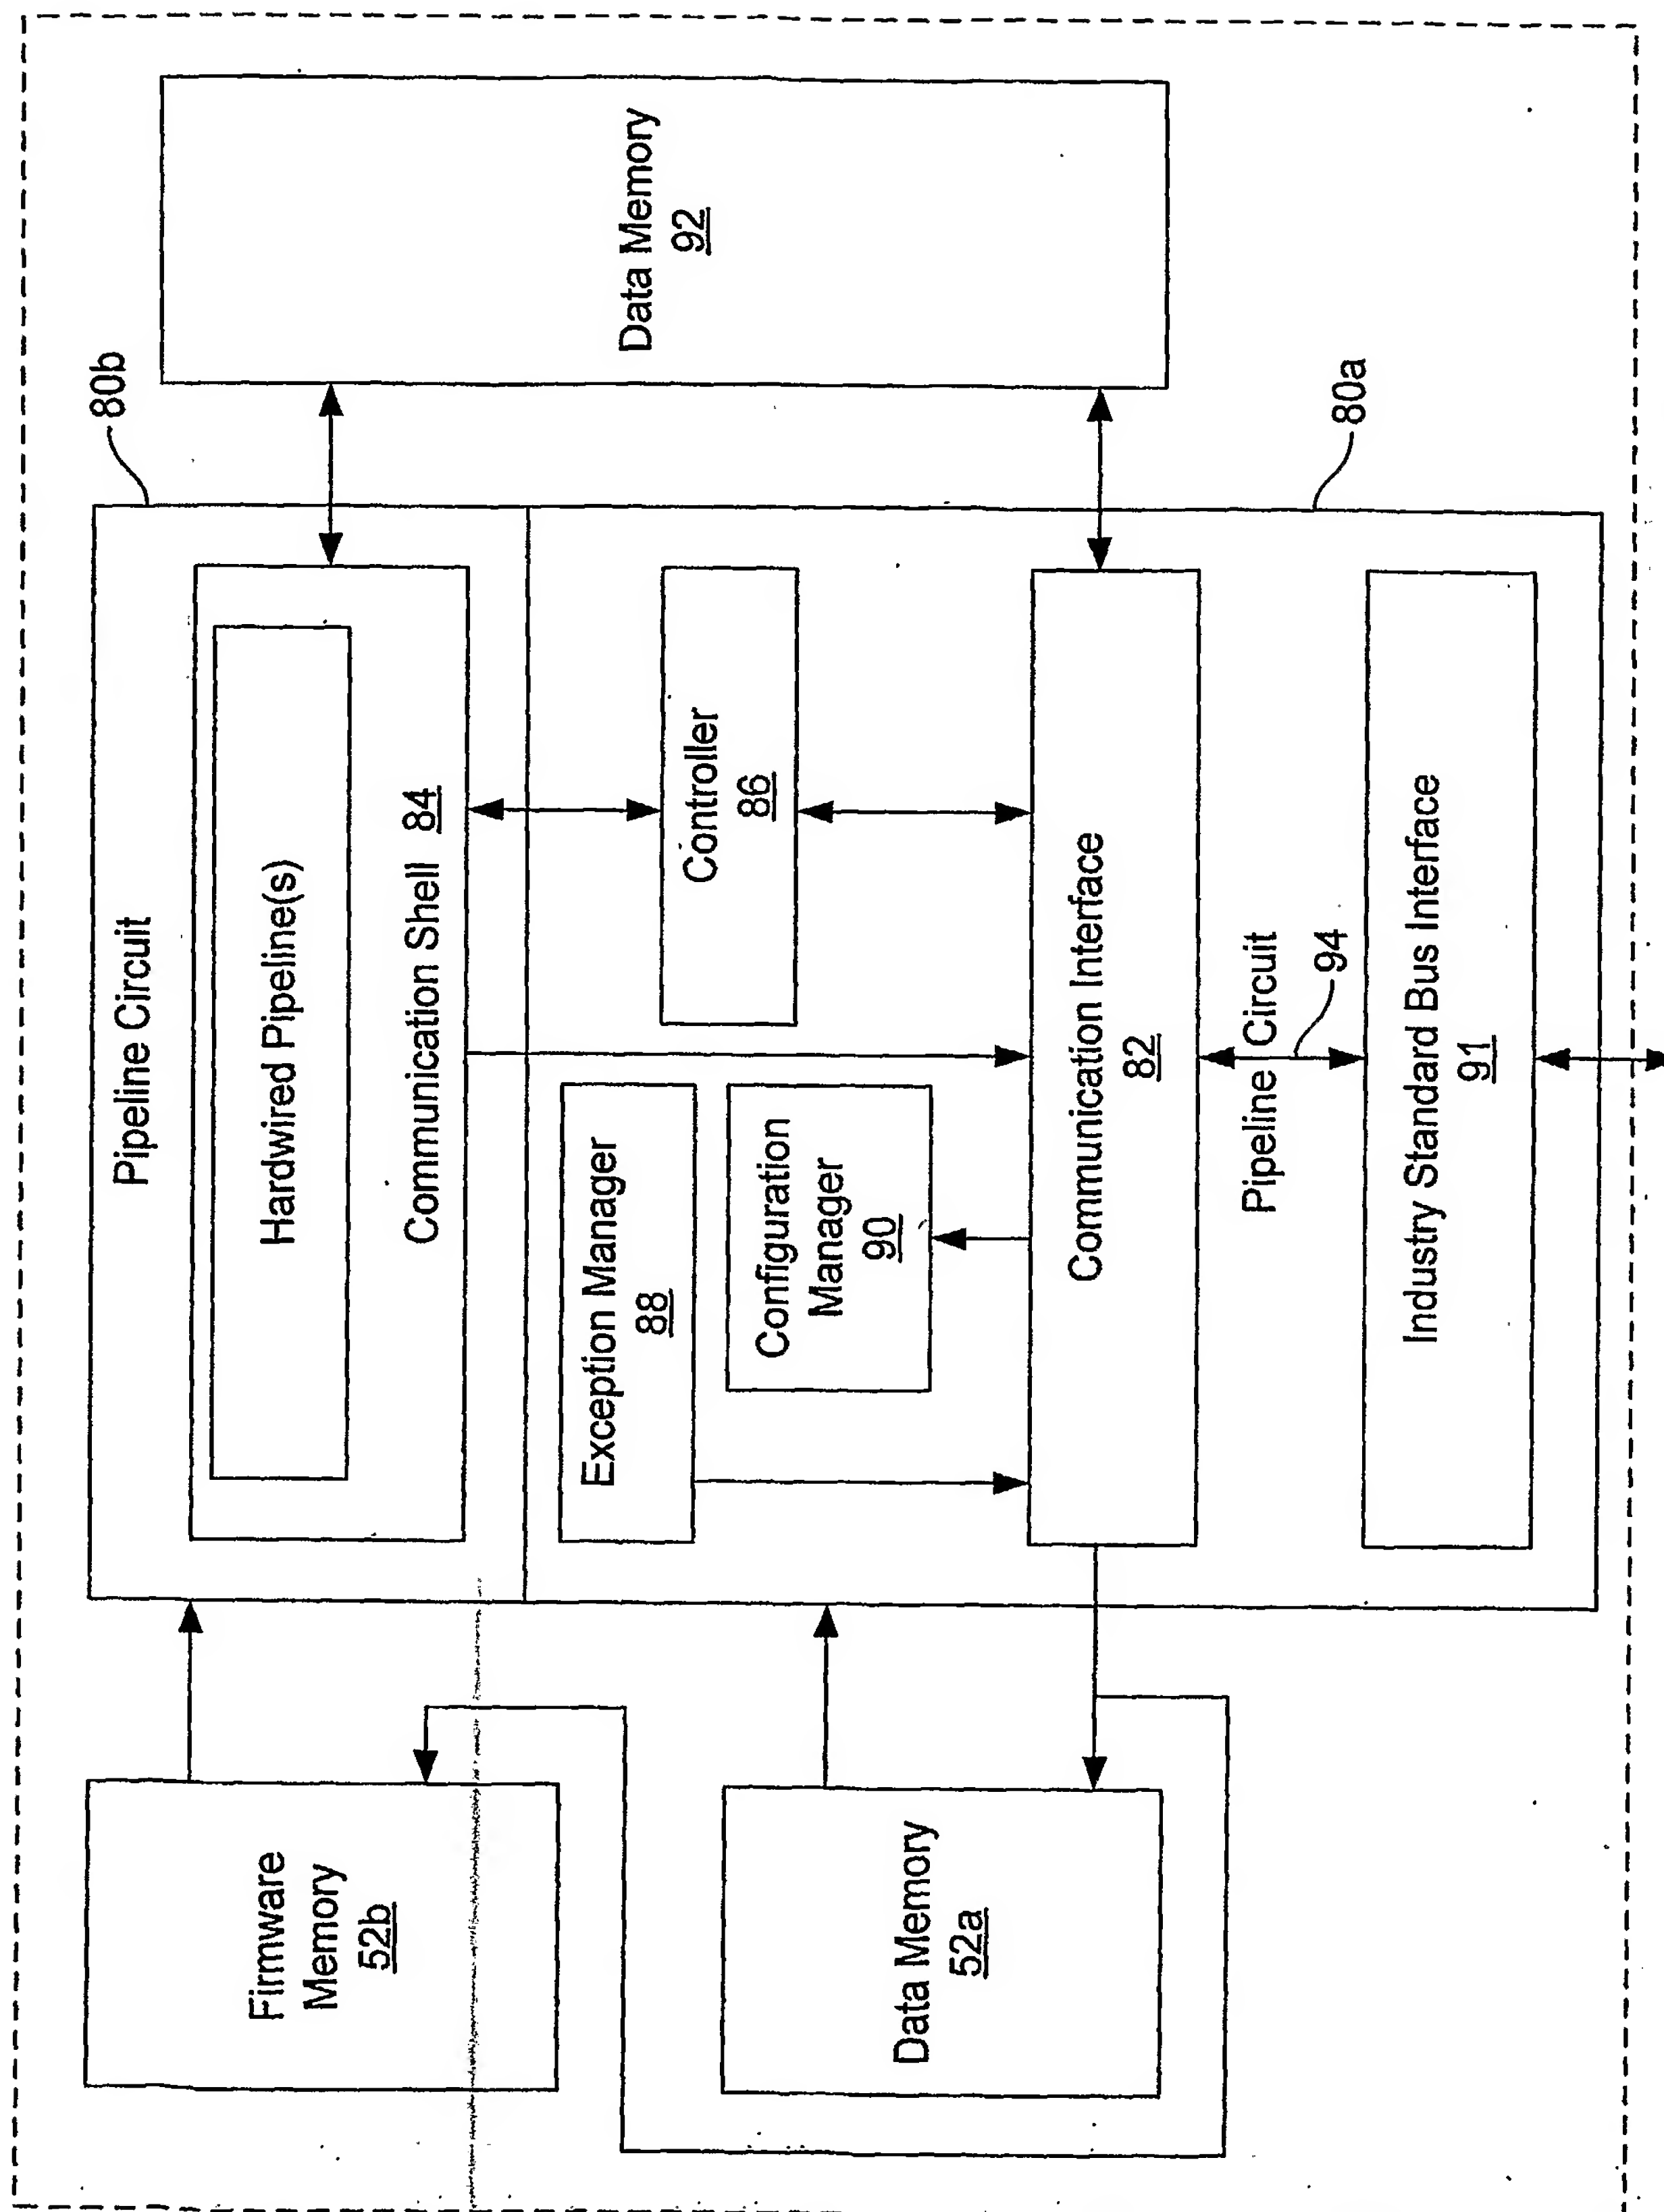 Firmware
Memory
52b
Pipeline Circuit
Hardwired Pipeline(s)
Communication Shell 84
80b
Data Memory
92
Exception Manager
88
Configuration
Manager
90
Controller
86
Data Memory
52a
Communication Interface
82
Pipeline Circuit
94
Industry Standard Bus Interface
91
80a